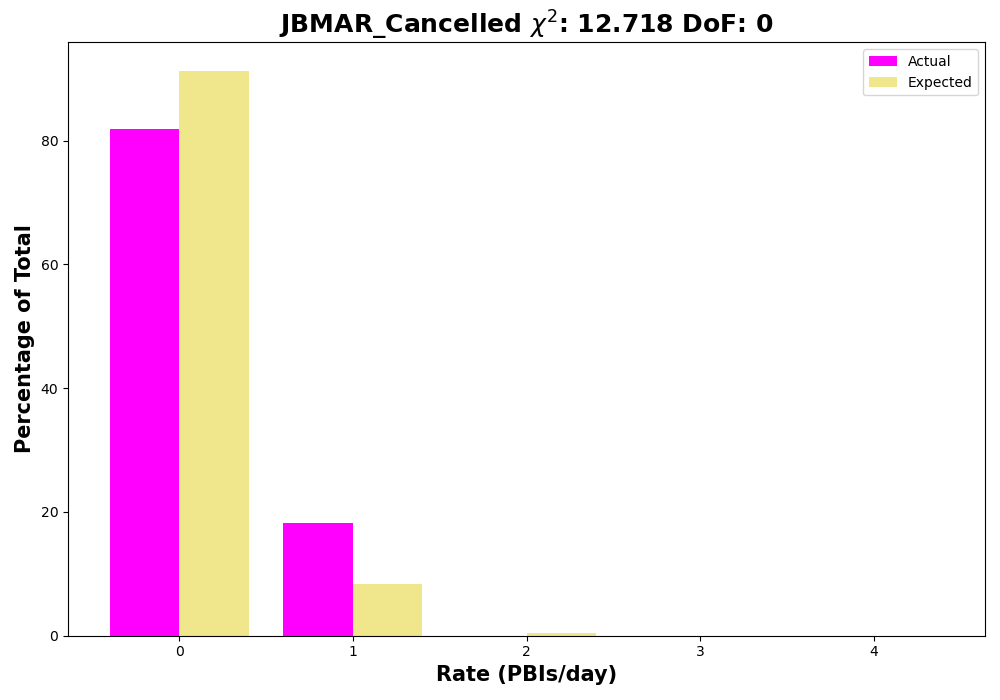 JBMAR_Cancelled χ²: 12.718 DoF: 0
Actual
Expected
Percentage of Total
80
60
40
20
0
0 1 2 3 4
Rate (PBIs/day)